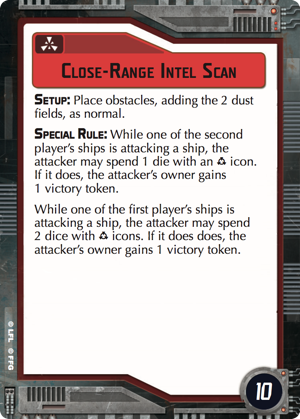 Close-Range Intel Scan
Setup: Place obstacles, adding the 2 dust
fields, as normal.
Special Rule: While one of the second
player's ships is attacking a ship, the
attacker may spend 1 die with an icon.
If it does, the attacker's owner gains
1 victory token.
While one of the first player's ships is
attacking a ship, the attacker may spend
2 dice with icons. If it does does, the
attacker's owner gains 1 victory token.
© LFL © FFG
10